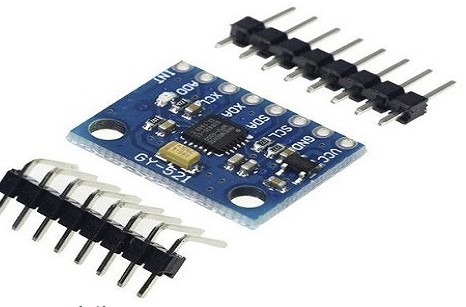 INT
ADO
XCL
XDA
SDA
SCL
GND
VCC
GY-521